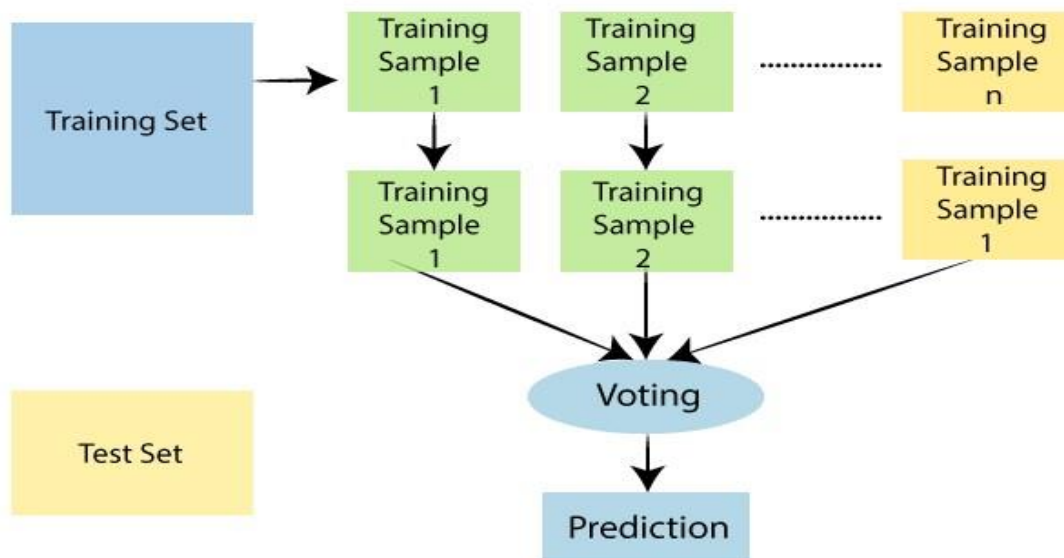 Training Set
Training
Sample
1
Training
Sample
2
Training
Sample
n
Training
Sample
1
Training
Sample
2
Training
Sample
1
Voting
Test Set
Prediction